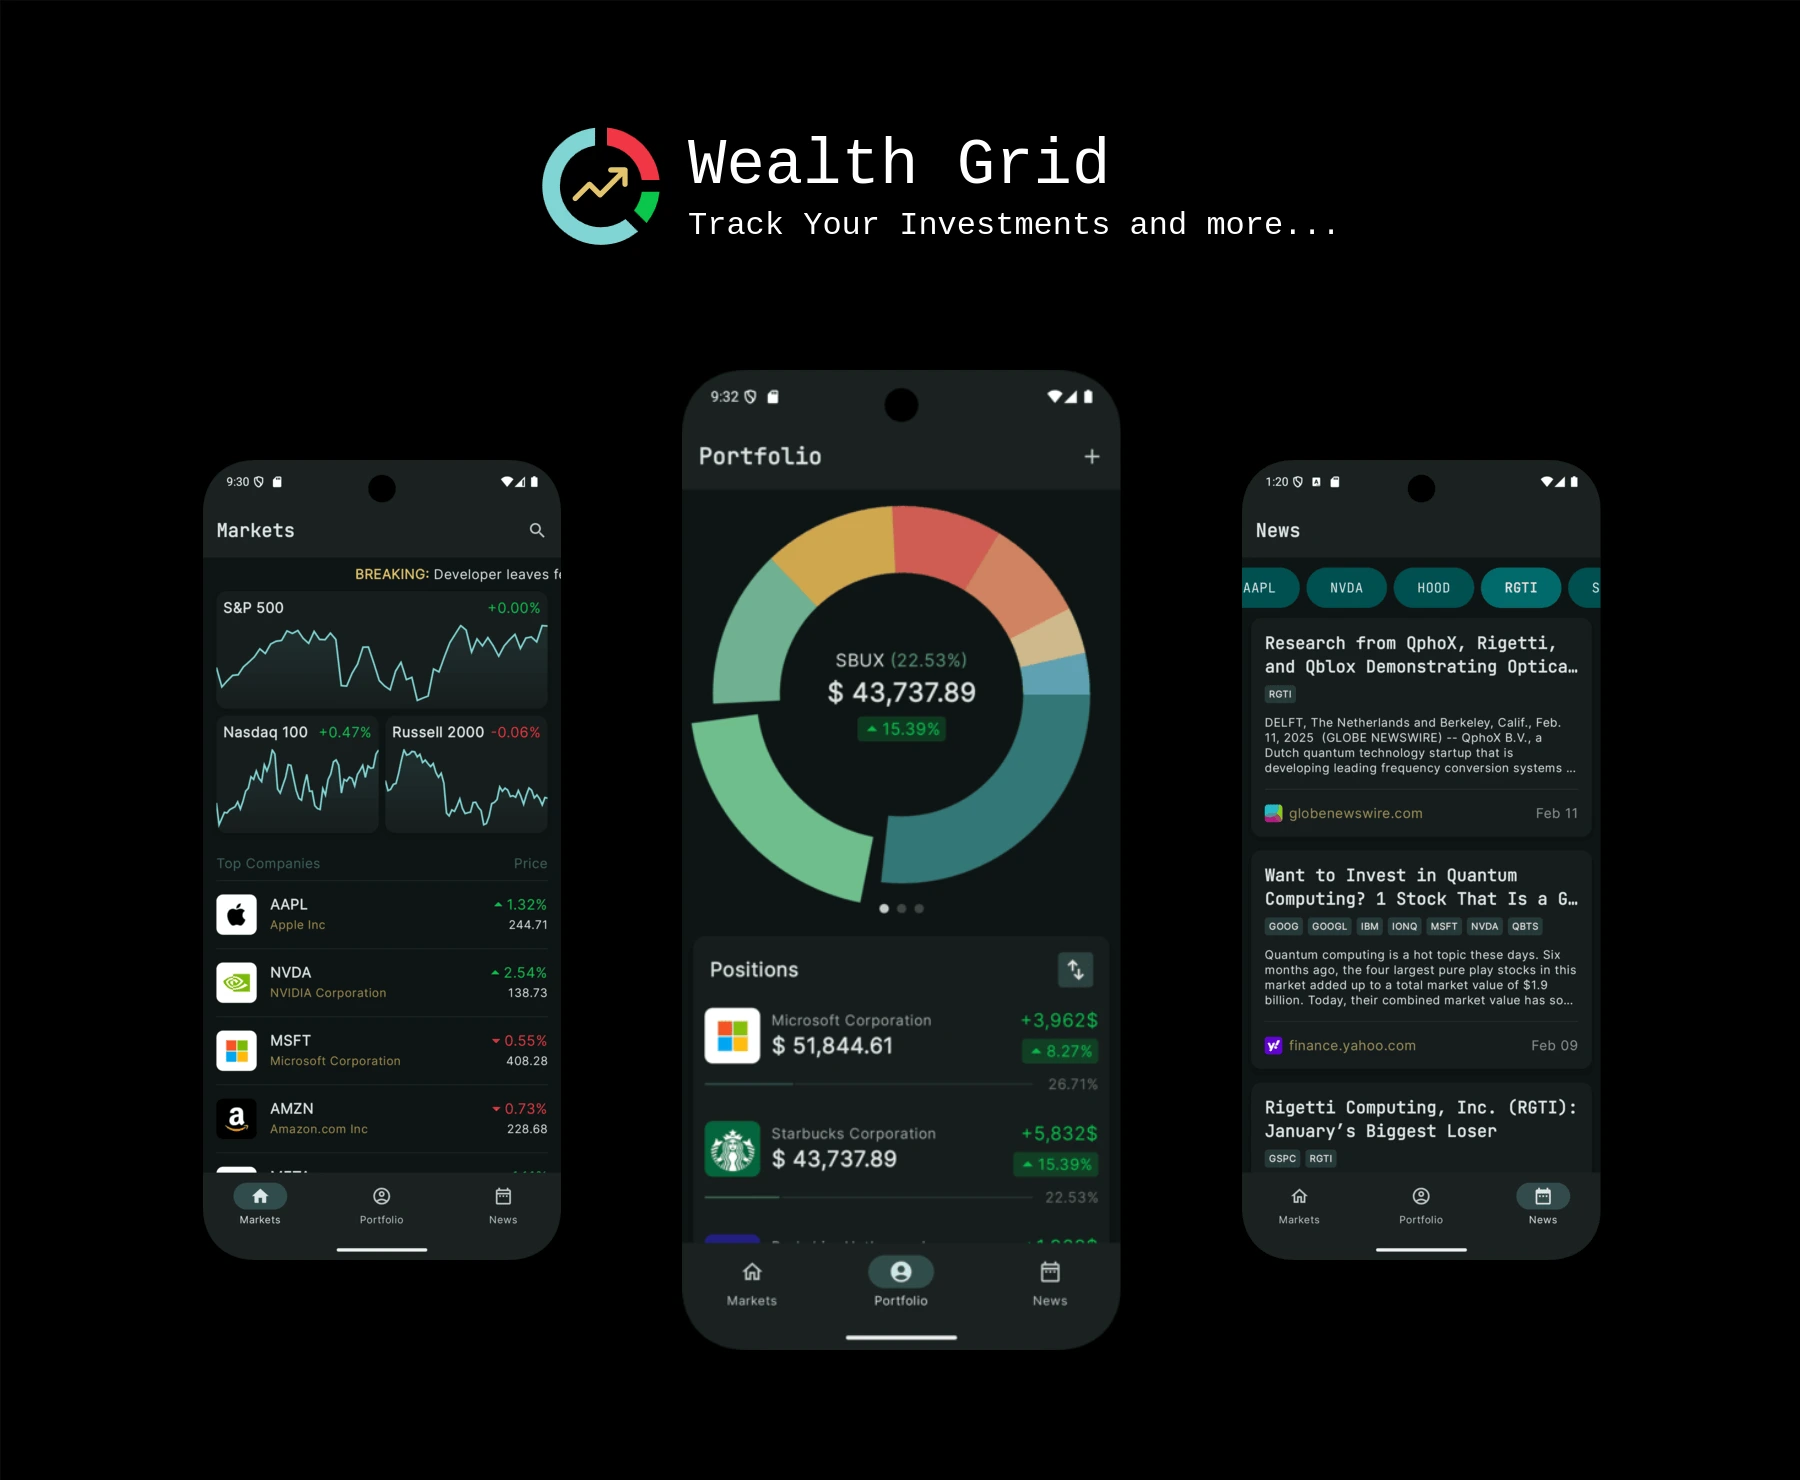 Wealth Grid
Track Your Investments and more...
9:30
Markets
BREAKING: Developer leaves
S&P 500 +0.00%
Nasdaq 100 +0.47%
Russell 2000 -0.06%
Top Companies Price
AAPL 1.32%
Apple Inc 244.71
NVDA 2.54%
NVIDIA Corporation 138.73
MSFT 0.55%
Microsoft Corporation 408.28
AMZN 0.73%
Amazon.com Inc 228.68
Markets Portfolio News
9:32
Portfolio
SBUX (22.53%)
$ 43,737.89
15.39%
Positions
Microsoft Corporation +3,962$
$ 51,844.61 8.27%
26.71%
Starbucks Corporation +5,832$
$ 43,737.89 15.39%
22.53%
Markets Portfolio News
1:20
News
AAPL NVDA HOOD RGTI S
Research from QphoX, Rigetti,
and Qblox Demonstrating Optica…
RGTI
DELFT, The Netherlands and Berkeley, Calif., Feb.
11, 2025 (GLOBE NEWSWIRE) -- QphoX B.V., a
Dutch quantum technology startup that is
developing leading frequency conversion systems ...
globenewswire.com Feb 11
Want to Invest in Quantum
Computing? 1 Stock That Is a G…
GOOG GOOGL IBM IONQ MSFT NVDA QBTS
Quantum computing is a hot topic these days. Six
months ago, the four largest pure play stocks in this
market added up to a total market value of $1.9
billion. Today, their combined market value has so...
y!
finance.yahoo.com Feb 09
Rigetti Computing, Inc. (RGTI):
January’s Biggest Loser
GSPC RGTI
Markets Portfolio News